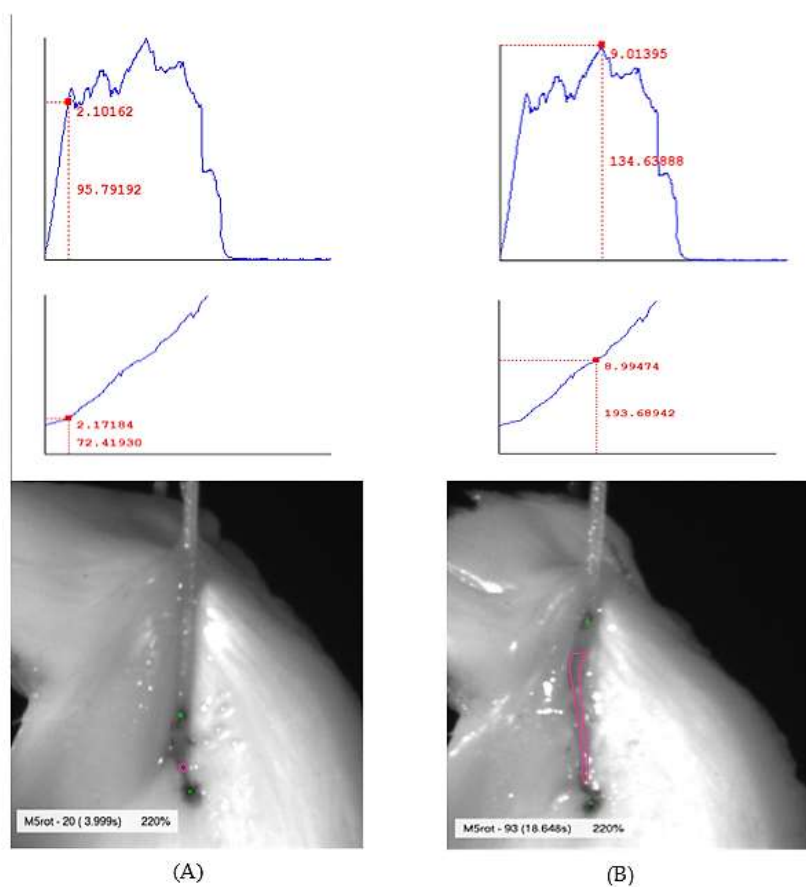 2.10162
95.79192
9.01395
134.63888
2.17184
72.41930
8.99474
193.68942
M5rot - 20 ( 3.999s) 220%
M5rot - 93 (18.648s) 220%
(A)
(B)